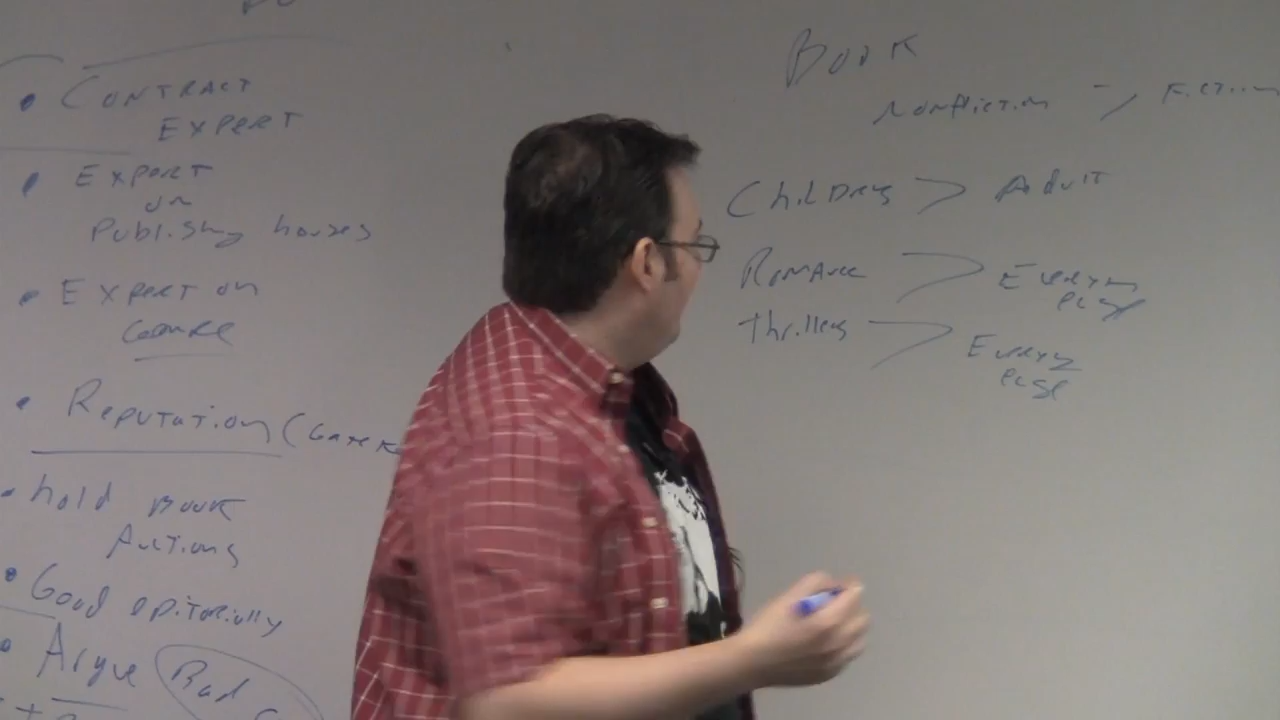 • CONTRACT
EXPERT
• EXPERT
on
Publishing houses
• EXPERT on
GENRE
• REPUTATION (GATEK
• hold BOOK
AUCTIONS
• Good EDITORIALLY
• Argue Bad
BOOK
Nonfiction -> FICTION
Childrens > Adult
ROMANCE > Everything
else
Thrillers > Everything
else